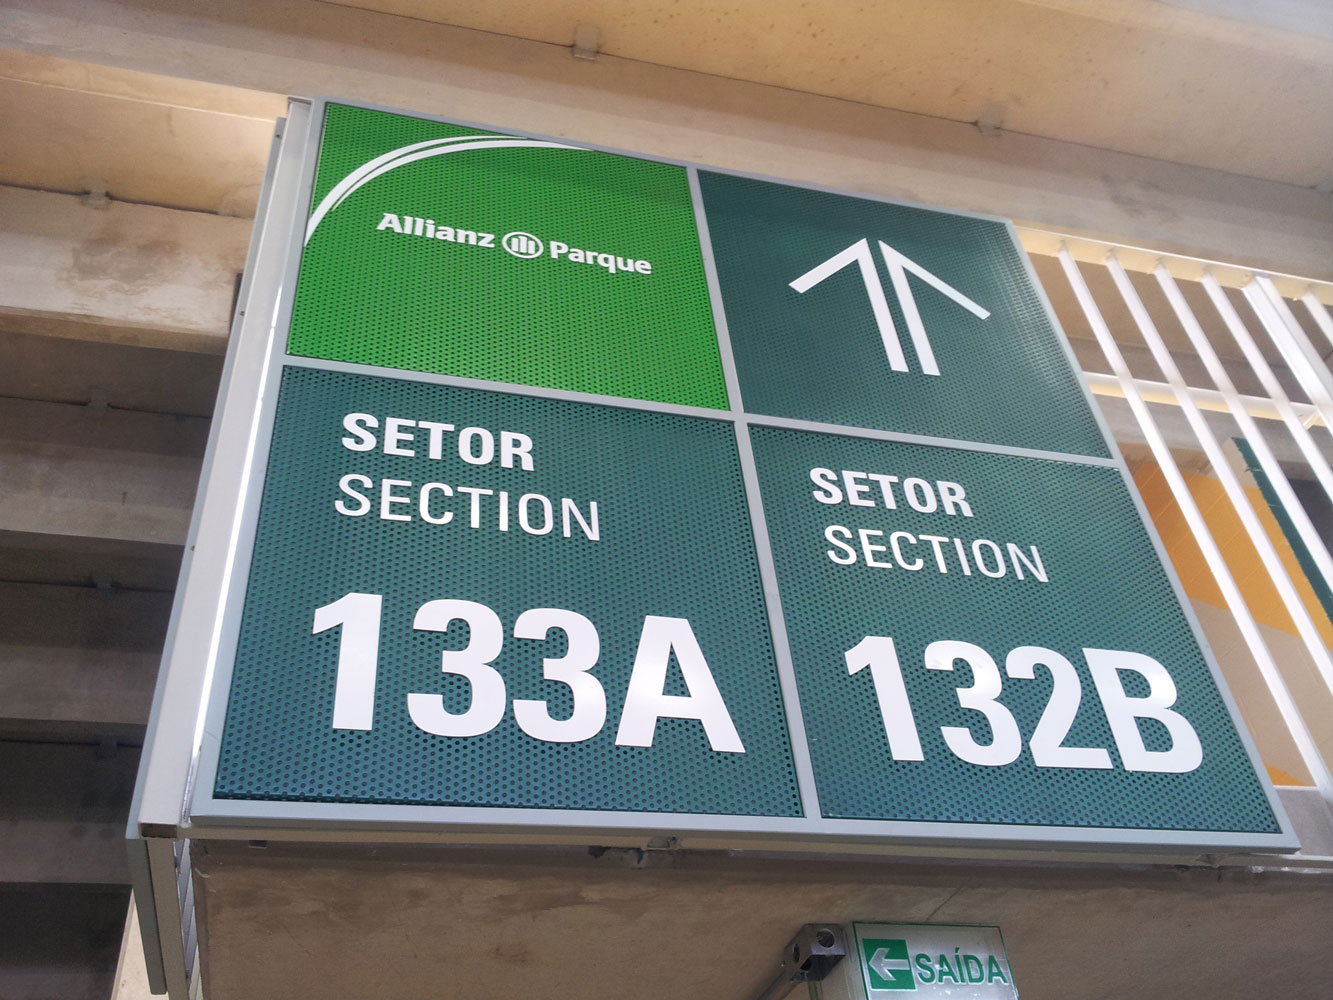 Allianz Parque
SETOR
SECTION
133A
SETOR
SECTION
132B
SAÍDA